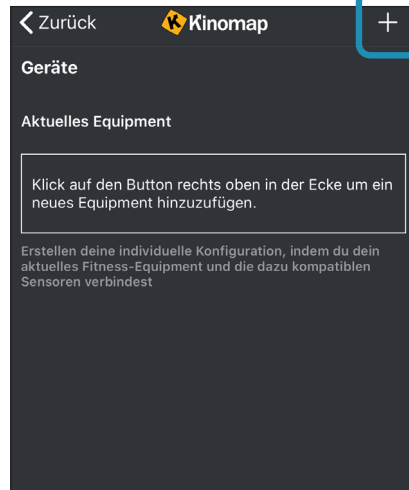 Zurück Kinomap +
Geräte
Aktuelles Equipment
Klick auf den Button rechts oben in der Ecke um ein
neues Equipment hinzuzufügen.
Erstellen deine individuelle Konfiguration, indem du dein
aktuelles Fitness-Equipment und die dazu kompatiblen
Sensoren verbindest